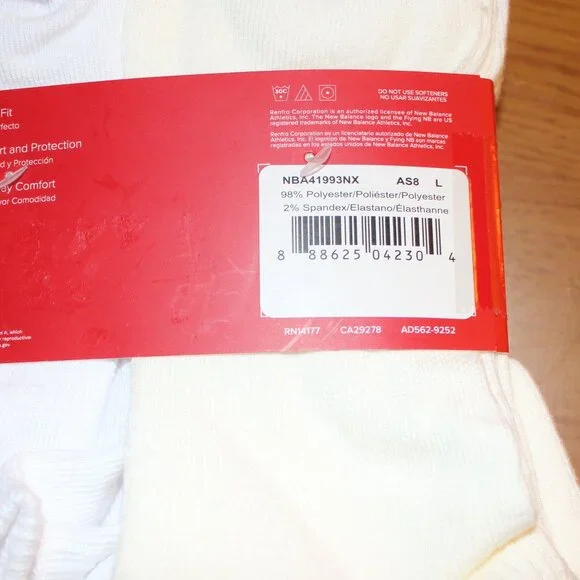 Fit
rfecto
rt and Protection
d y Protección
ay Comfort
yor Comodidad
30C
DO NOT USE SOFTENERS
NO USAR SUAVIZANTES
Renfro Corporation is an authorized licensee of New Balance
Athletics, Inc. The New Balance logo and the Flying NB are US
registered trademarks of New Balance Athletics, Inc.
Renfro Corporation es un licenciatario autorizado de New Balance
Athletics, Inc. El logotipo de New Balance y Flying NB son marcas
registradas en los estados unidos de New Balance Athletics, Inc.
NBA41993NX AS8 L
98% Polyester/Poliéster/Polyester
2% Spandex/Elastano/Élasthanne
8 88625 04230 4
RN14177 CA29278 AD562-9252
A, which
reproductive
.gov